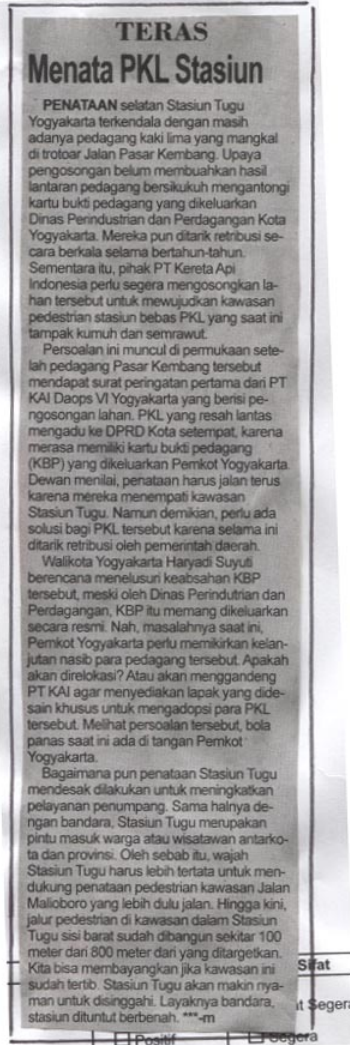 TERAS
Menata PKL Stasiun
PENATAAN selatan Stasiun Tugu
Yogyakarta terkendala dengan masih
adanya pedagang kaki lima yang mangkal
di trotoar Jalan Pasar Kembang. Upaya
pengosongan belum membuahkan hasil
lantaran pedagang bersikukuh mengantongi
kartu bukti pedagang yang dikeluarkan
Dinas Perindustrian dan Perdagangan Kota
Yogyakarta. Mereka pun ditarik retribusi se-
cara berkala selama bertahun-tahun.
Sementara itu, pihak PT Kereta Api
Indonesia perlu segera mengosongkan la-
han tersebut untuk mewujudkan kawasan
pedestrian stasiun bebas PKL yang saat ini
tampak kumuh dan semrawut.
Persoalan ini muncul di permukaan sete-
lah pedagang Pasar Kembang tersebut
mendapat surat peringatan pertama dari PT
KAI Daops VI Yogyakarta yang berisi pe-
ngosongan lahan. PKL yang resah lantas
mengadu ke DPRD Kota setempat, karena
merasa memiliki kartu bukti pedagang
(KBP) yang dikeluarkan Pemkot Yogyakarta.
Dewan menilai, penataan harus jalan terus
karena mereka menempati kawasan
Stasiun Tugu. Namun demikian, perlu ada
solusi bagi PKL tersebut karena selama ini
ditarik retribusi oleh pemerintah daerah.
Walikota Yogyakarta Haryadi Suyuti
berencana menelusuri keabsahan KBP
tersebut, meski oleh Dinas Perindutrian dan
Perdagangan, KBP itu memang dikeluarkan
secara resmi. Nah, masalahnya saat ini,
Pemkot Yogyakarta perlu memikirkan kelan-
jutan nasib para pedagang tersebut. Apakah
akan direlokasi? Atau akan menggandeng
PT KAI agar menyediakan lapak yang dide-
sain khusus untuk mengadopsi para PKL
tersebut. Melihat persoalan tersebut, bola
panas saat ini ada di tangan Pemkot
Yogyakarta.
Bagaimana pun penataan Stasiun Tugu
mendesak dilakukan untuk meningkatkan
pelayanan penumpang. Sama halnya de-
ngan bandara, Stasiun Tugu merupakan
pintu masuk warga atau wisatawan antarko-
ta dan provinsi. Oleh sebab itu, wajah
Stasiun Tugu harus lebih tertata untuk men-
dukung penataan pedestrian kawasan Jalan
Malioboro yang lebih dulu jalan. Hingga kini,
jalur pedestrian di kawasan dalam Stasiun
Tugu sisi barat sudah dibangun sekitar 100
meter dari 800 meter dari yang ditargetkan.
Kita bisa membayangkan jika kawasan ini
sudah tertib. Stasiun Tugu akan makin nya-
man untuk disinggahi. Layaknya bandara,
stasiun dituntut berbenah. ***-m
Sifat
t Segera
Positif
Segera